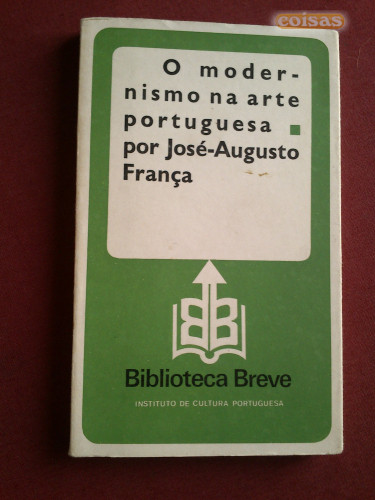 coisas
O moder-
nismo na arte
portuguesa
por José-Augusto
França
Biblioteca Breve
INSTITUTO DE CULTURA PORTUGUESA